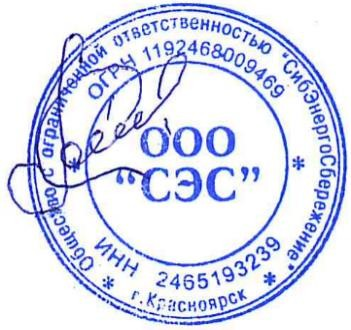 Общество с ограниченной ответственностью "СибЭнергоСбережение"
ОГРН 1192468009469
ООО
"СЭС"
ИНН 2465193239
г.Красноярск